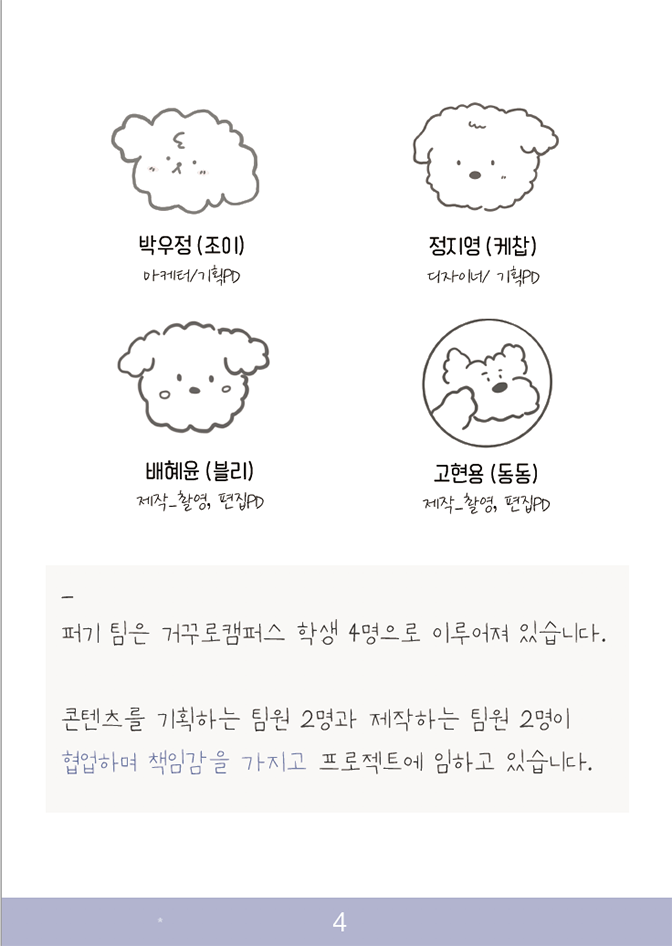 박우정 (조이)
마케터/기획PD
정지영 (케찹)
디자이너/ 기획PD
배혜윤 (블리)
제작_촬영, 편집PD
고현용 (동동)
제작_촬영, 편집PD
–
퍼기 팀은 거꾸로캠퍼스 학생 4명으로 이루어져 있습니다.
콘텐츠를 기획하는 팀원 2명과 제작하는 팀원 2명이
협업하며 책임감을 가지고 프로젝트에 임하고 있습니다.
4